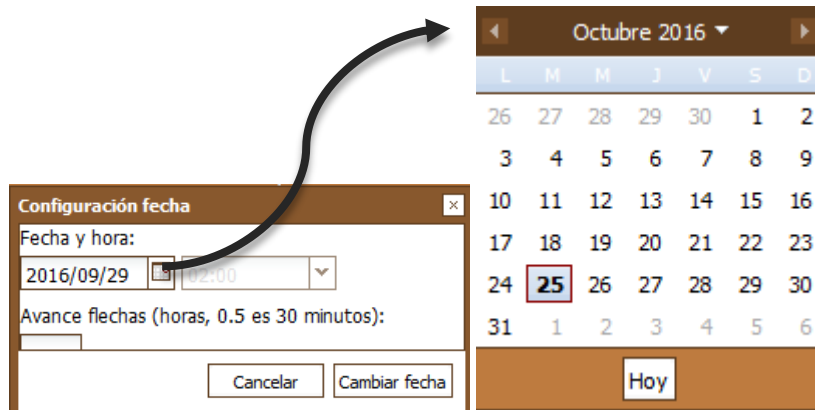 Configuración fecha
Fecha y hora:
2016/09/29 02:00
Avance flechas (horas, 0.5 es 30 minutos):
Cancelar Cambiar fecha
Octubre 2016
L M M J V S D
26 27 28 29 30 1 2
3 4 5 6 7 8 9
10 11 12 13 14 15 16
17 18 19 20 21 22 23
24 25 26 27 28 29 30
31 1 2 3 4 5 6
Hoy